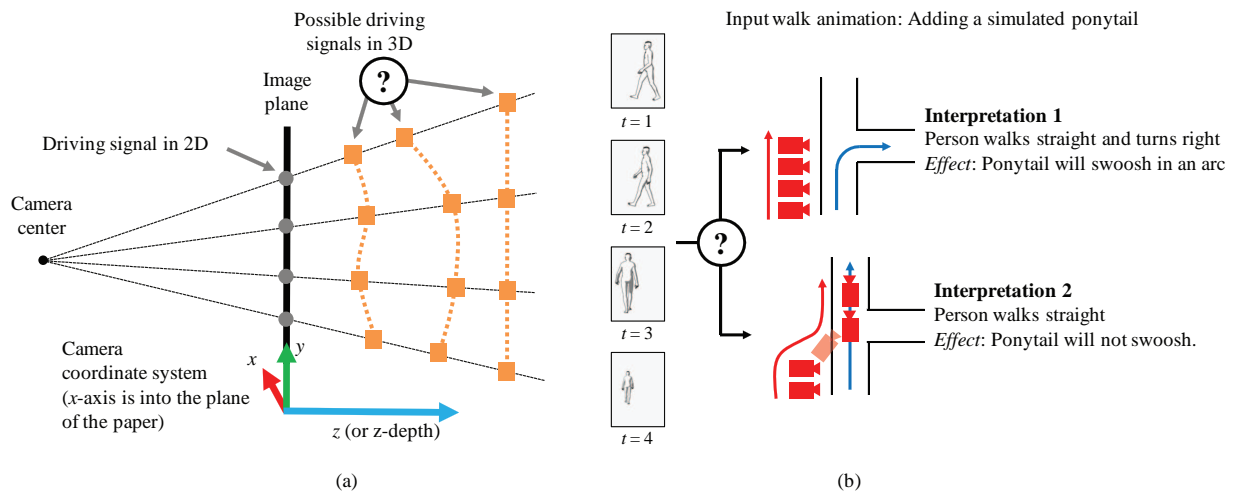 Possible driving
signals in 3D
?
Image
plane
Driving signal in 2D
Camera
center
Camera
coordinate system
(x-axis is into the plane
of the paper)
x
y
z (or z-depth)
(a)
Input walk animation: Adding a simulated ponytail
t = 1
t = 2
t = 3
t = 4
?
Interpretation 1
Person walks straight and turns right
Effect: Ponytail will swoosh in an arc
Interpretation 2
Person walks straight
Effect: Ponytail will not swoosh.
(b)